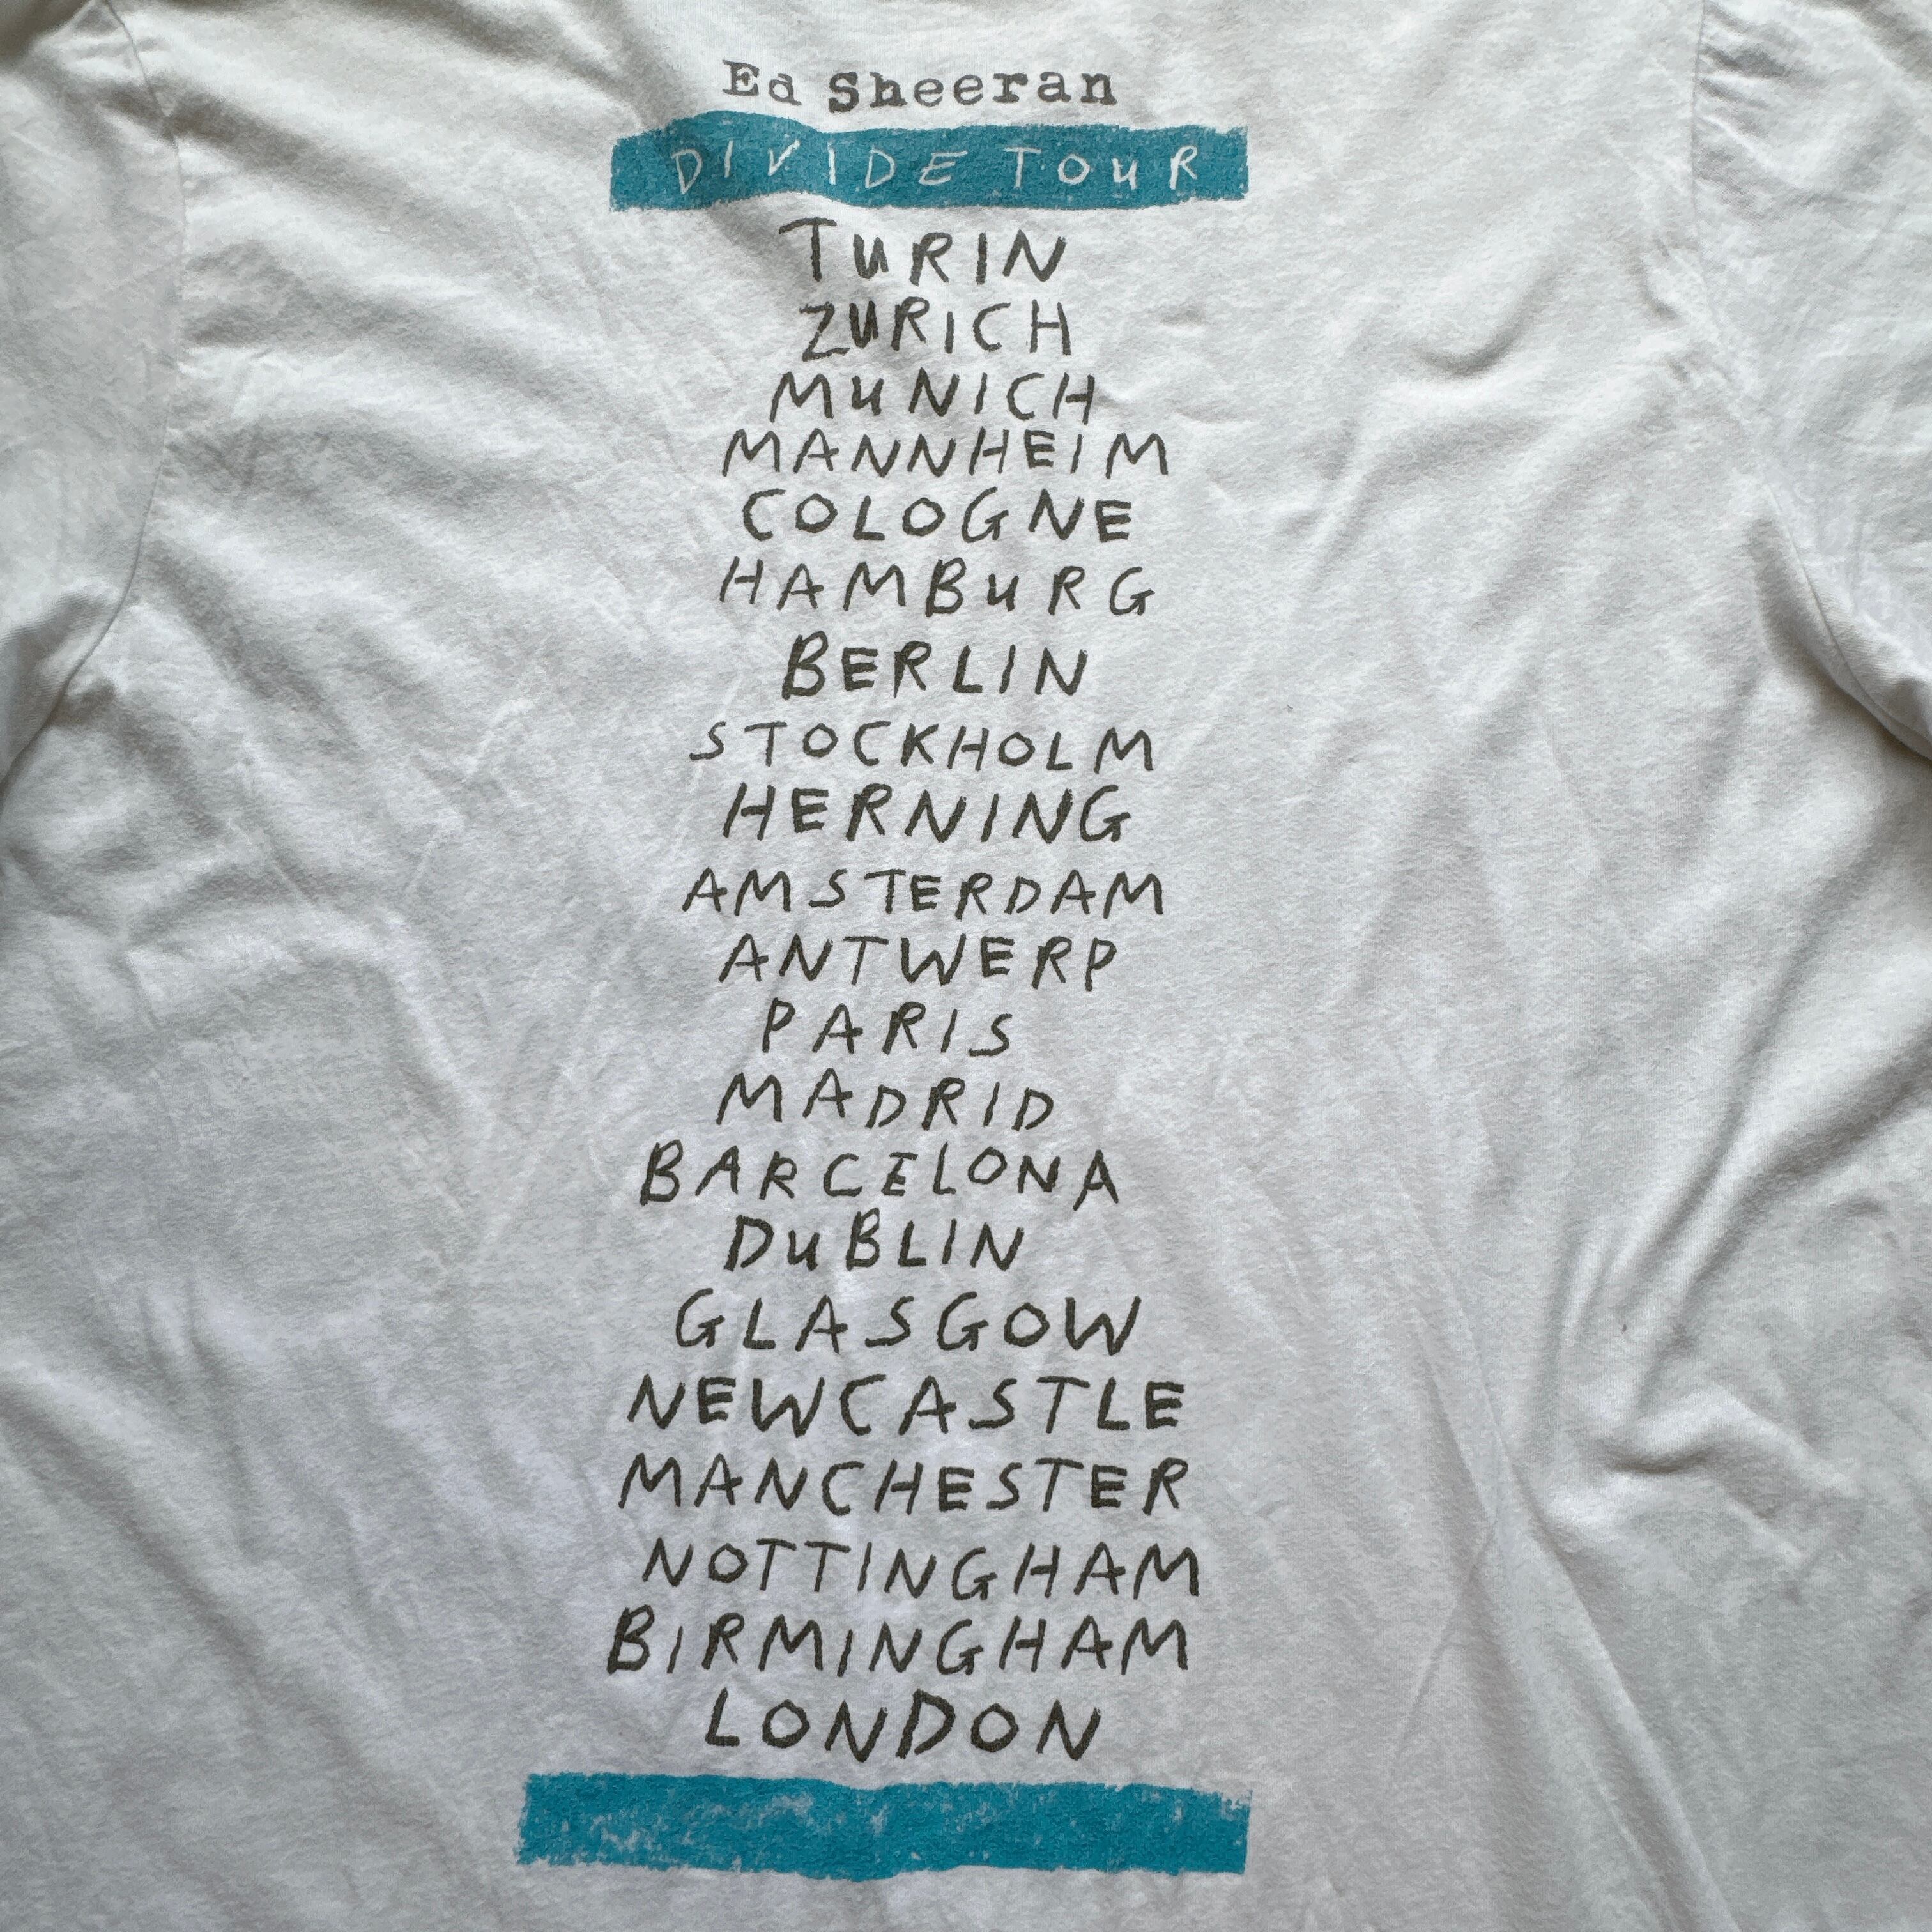 Ed Sheeran
DIVIDE TOUR
TURIN
ZURICH
MUNICH
MANNHEIM
COLOGNE
HAMBURG
BERLIN
STOCKHOLM
HERNING
AMSTERDAM
ANTWERP
PARIS
MADRID
BARCELONA
DUBLIN
GLASGOW
NEWCASTLE
MANCHESTER
NOTTINGHAM
BIRMINGHAM
LONDON